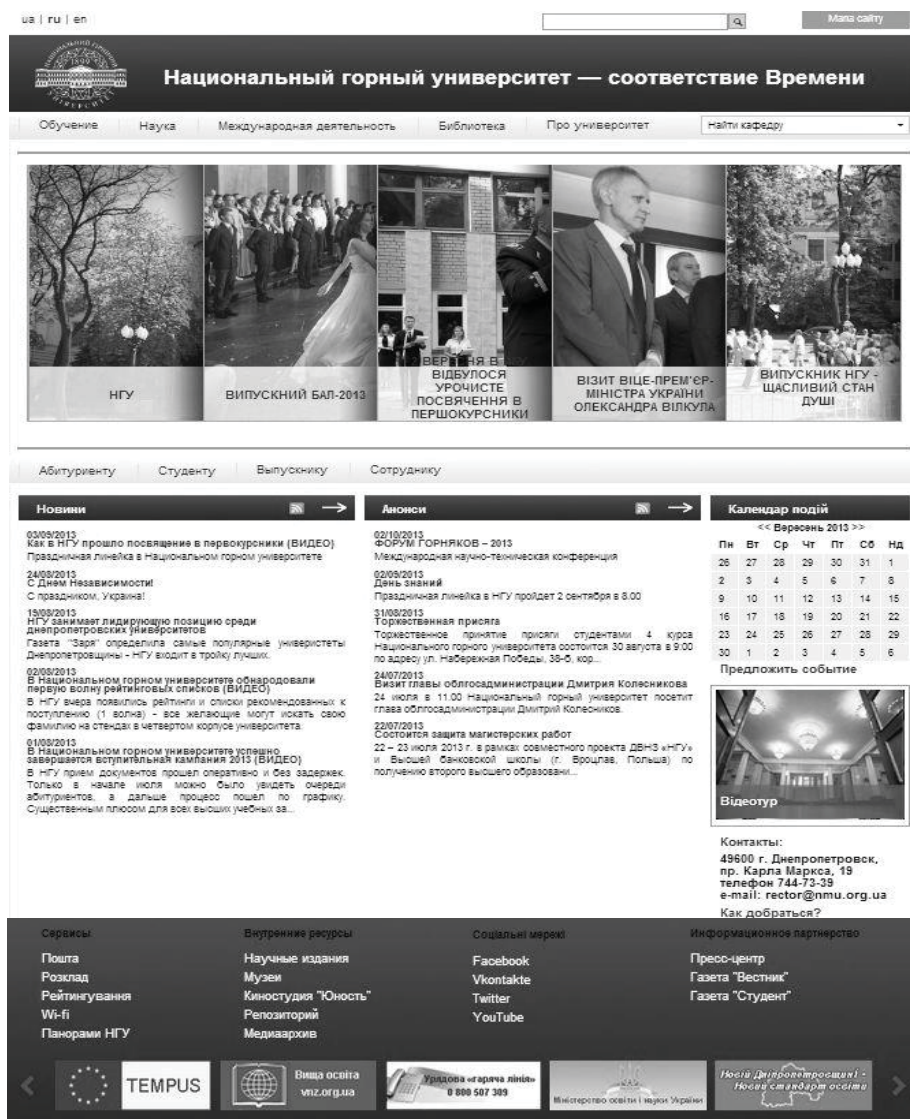 ua | ru | en
Мапа сайту
Национальный горный университет — соответствие Времени
Обучение
Наука
Международная деятельность
Библиотека
Про университет
Найти кафедру
НГУ
ВИПУСКНИЙ БАЛ-2013
ВІДБУЛОСЯ
УРОЧИСТЕ
ПОСВЯЧЕННЯ В
ПЕРШОКУРСНИКИ
ВІЗИТ ВІЦЕ-ПРЕМ'ЄР-
МІНІСТРА УКРАЇНИ
ОЛЕКСАНДРА ВІЛКУЛА
ВИПУСКНИК НГУ -
ЩАСЛИВИЙ СТАН
ДУШІ
Абитуриенту
Студенту
Выпускнику
Сотруднику
Новини
03/09/2013
Как в НГУ прошло посвящение в первокурсники (ВИДЕО)
Праздничная линейка в Национальном горном университете
24/08/2013
С Днем Независимости!
С праздником, Украина!
19/08/2013
НГУ занимает лидирующую позицию среди
днепропетровских университетов
Газета "Заря" определила самые популярные университеты
Днепропетровщины - НГУ входит в тройку лучших.
02/08/2013
В Национальном горном университете обнародовали
первую волну рейтинговых списков (ВИДЕО)
В НГУ вчера появились рейтинги и списки рекомендованных к
поступлению (1 волна) - все желающие могут искать свою
фамилию на стендах в четвертом корпусе университета.
01/08/2013
В Национальном горном университете успешно
завершается вступительная кампания 2013 (ВИДЕО)
В НГУ прием документов прошел оперативно и без задержек.
Только в начале июля можно было увидеть очереди
абитуриентов, а дальше процесс пошел по графику.
Существенным плюсом для всех высших учебных за...
Анонси
02/10/2013
ФОРУМ ГОРНЯКОВ – 2013
Международная научно-техническая конференция
02/09/2013
День знаний
Праздничная линейка в НГУ пройдет 2 сентября в 8.00
31/08/2013
Торжественная присяга
Торжественное принятие присяги студентами 4 курса
Национального горного университета состоится 30 августа в 9:00
по адресу ул. Набережная Победы, 38-б, кор...
24/07/2013
Визит главы облгосадминистрации Дмитрия Колесникова
24 июля в 11.00 Национальный горный университет посетит
глава облгосадминистрации Дмитрий Колесников.
22/07/2013
Состоится защита магистерских работ
22 – 23 июля 2013 г. в рамках совместного проекта ДВНЗ «НГУ»
и Высшей банковской школы (г. Вроцлав, Польша) по
получению второго высшего образовани...
Календар подій
<< Вересень 2013 >>
Пн Вт Ср Чт Пт Сб Нд
26 27 28 29 30 31 1
2 3 4 5 6 7 8
9 10 11 12 13 14 15
16 17 18 19 20 21 22
23 24 25 26 27 28 29
30 1 2 3 4 5 6
Предложить событие
Відеотур
Контакты:
49600 г. Днепропетровск,
пр. Карла Маркса, 19
телефон 744-73-39
e-mail: rector@nmu.org.ua
Как добраться?
Сервисы
Пошта
Розклад
Рейтингування
Wi-fi
Панорами НГУ
Внутренние ресурсы
Научные издания
Музеи
Киностудия "Юность"
Репозиторий
Медиаархив
Соціальні мережі
Facebook
Vkontakte
Twitter
YouTube
Информационное партнерство
Пресс-центр
Газета "Вестник"
Газета "Студент"
TEMPUS
Вища освіта
vnz.org.ua
Урядова «гаряча лінія»
0 800 507 309
Міністерство освіти і науки України
Новій Дніпропетровщині -
Новий стандарт освіти